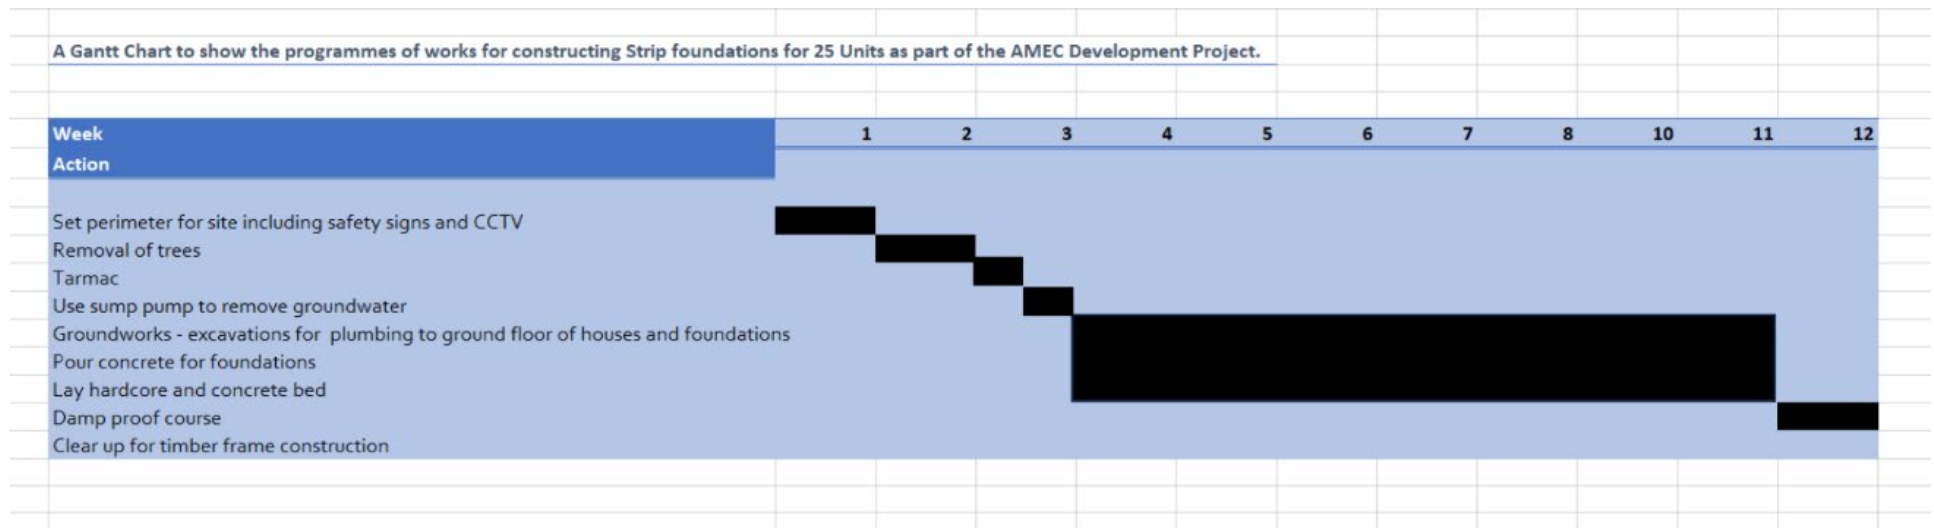 A Gantt Chart to show the programmes of works for constructing Strip foundations for 25 Units as part of the AMEC Development Project.
Week 1 2 3 4 5 6 7 8 10 11 12
Action
Set perimeter for site including safety signs and CCTV
Removal of trees
Tarmac
Use sump pump to remove groundwater
Groundworks - excavations for plumbing to ground floor of houses and foundations
Pour concrete for foundations
Lay hardcore and concrete bed
Damp proof course
Clear up for timber frame construction